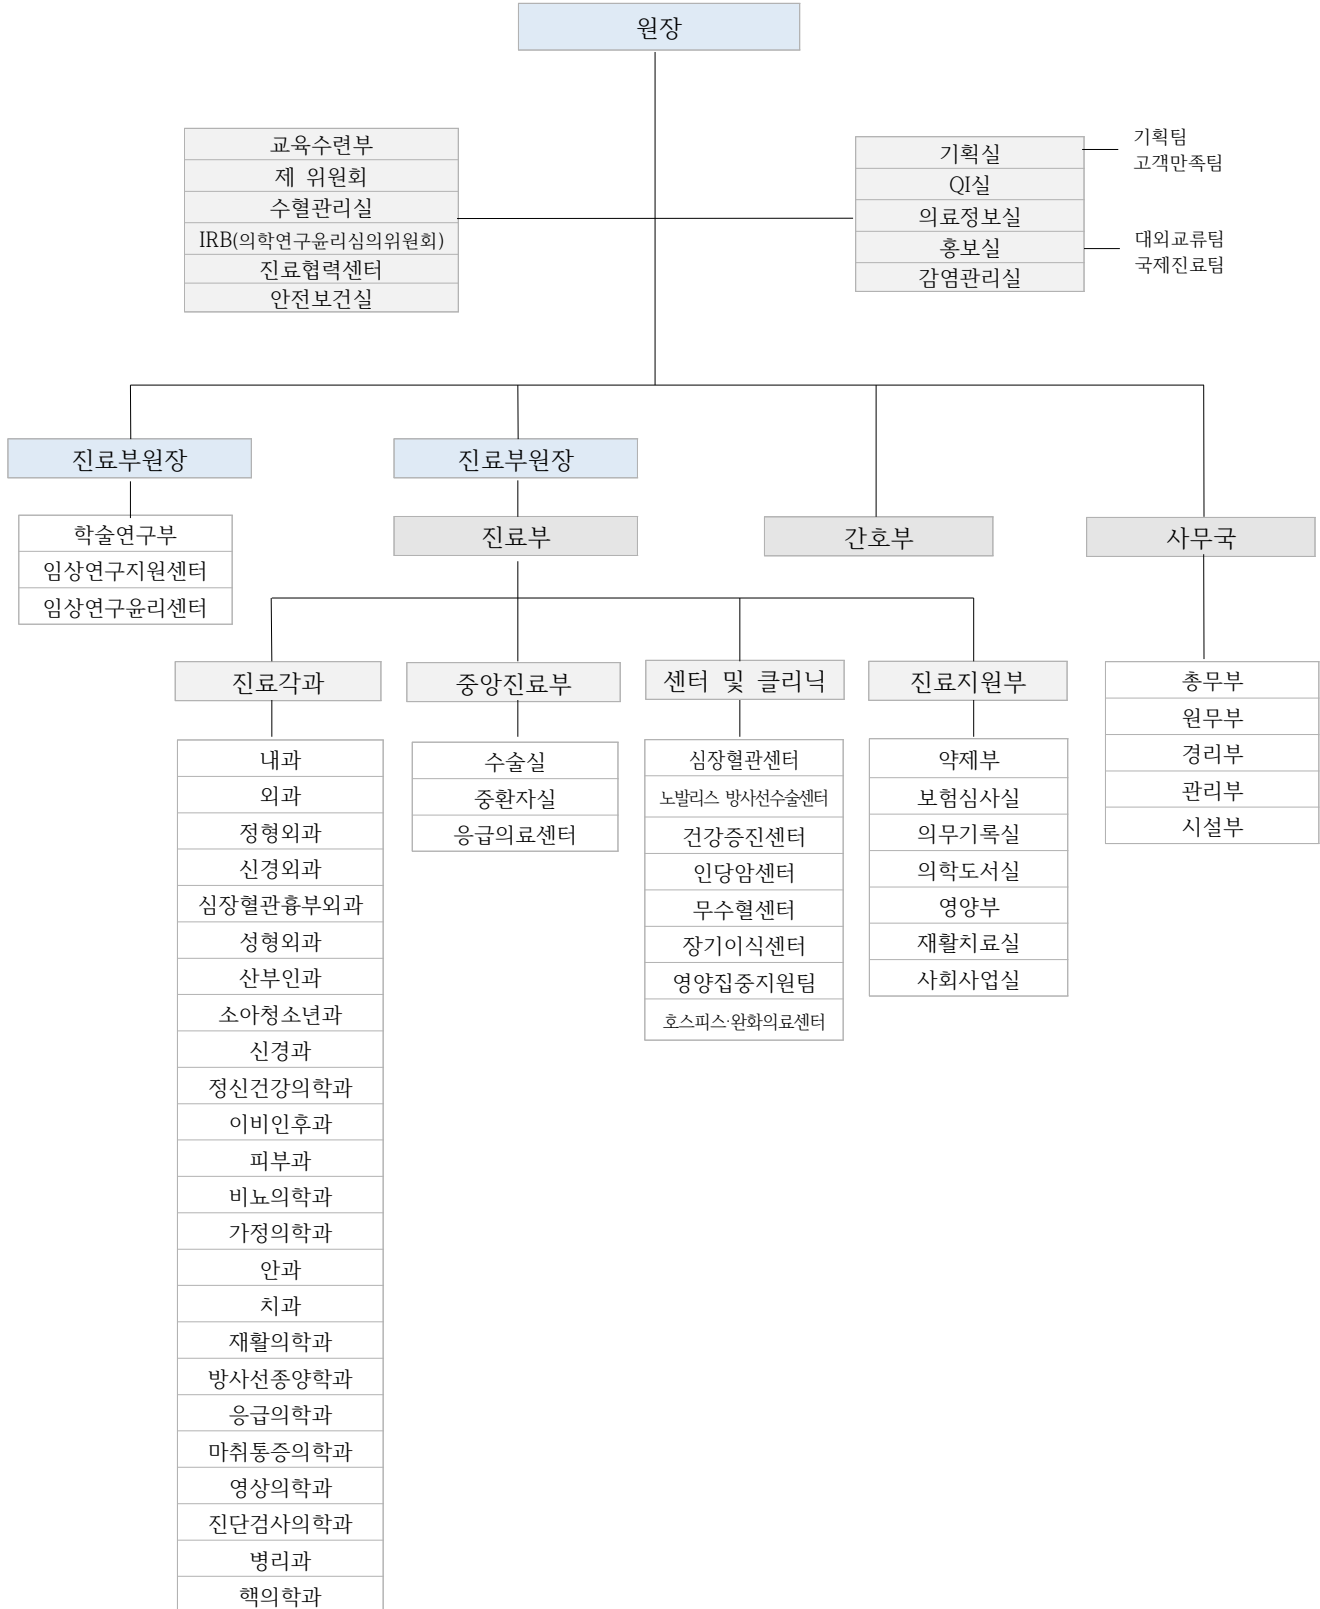 원장
교육수련부
제 위원회
수혈관리실
IRB(의학연구윤리심의위원회)
진료협력센터
안전보건실
기획실
QI실
의료정보실
홍보실
감염관리실
기획팀
고객만족팀
대외교류팀
국제진료팀
진료부원장
학술연구부
임상연구지원센터
임상연구윤리센터
진료부원장
진료부
간호부
사무국
진료각과
내과
외과
정형외과
신경외과
심장혈관흉부외과
성형외과
산부인과
소아청소년과
신경과
정신건강의학과
이비인후과
피부과
비뇨의학과
가정의학과
안과
치과
재활의학과
방사선종양학과
응급의학과
마취통증의학과
영상의학과
진단검사의학과
병리과
핵의학과
중앙진료부
수술실
중환자실
응급의료센터
센터 및 클리닉
심장혈관센터
노발리스 방사선수술센터
건강증진센터
인당암센터
무수혈센터
장기이식센터
영양집중지원팀
호스피스·완화의료센터
진료지원부
약제부
보험심사실
의무기록실
의학도서실
영양부
재활치료실
사회사업실
총무부
원무부
경리부
관리부
시설부